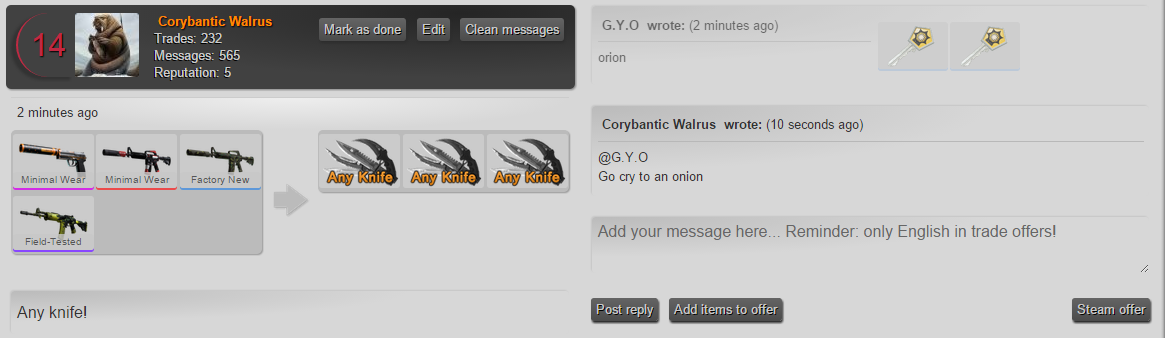 14
Corybantic Walrus
Trades: 232
Messages: 565
Reputation: 5
Mark as done
Edit
Clean messages
2 minutes ago
Minimal Wear
Minimal Wear
Factory New
Field-Tested
Any Knife
Any Knife
Any Knife
Any knife!
G.Y.O wrote: (2 minutes ago)
orion
Corybantic Walrus wrote: (10 seconds ago)
@G.Y.O
Go cry to an onion
Add your message here... Reminder: only English in trade offers!
Post reply
Add items to offer
Steam offer